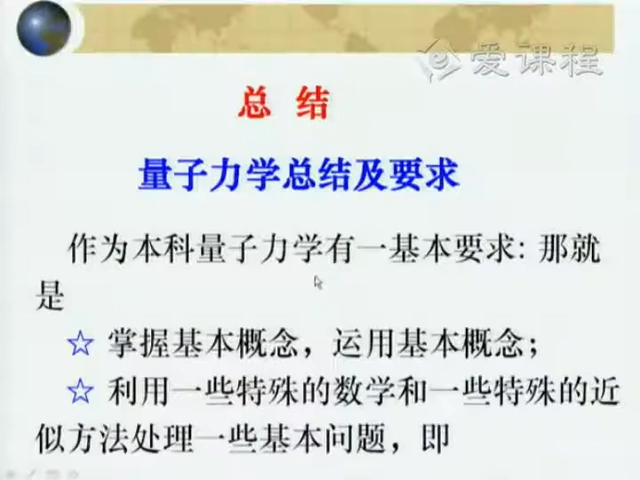 爱课程
总 结
量子力学总结及要求
作为本科量子力学有一基本要求: 那就
是
☆ 掌握基本概念，运用基本概念；
☆ 利用一些特殊的数学和一些特殊的近
似方法处理一些基本问题，即